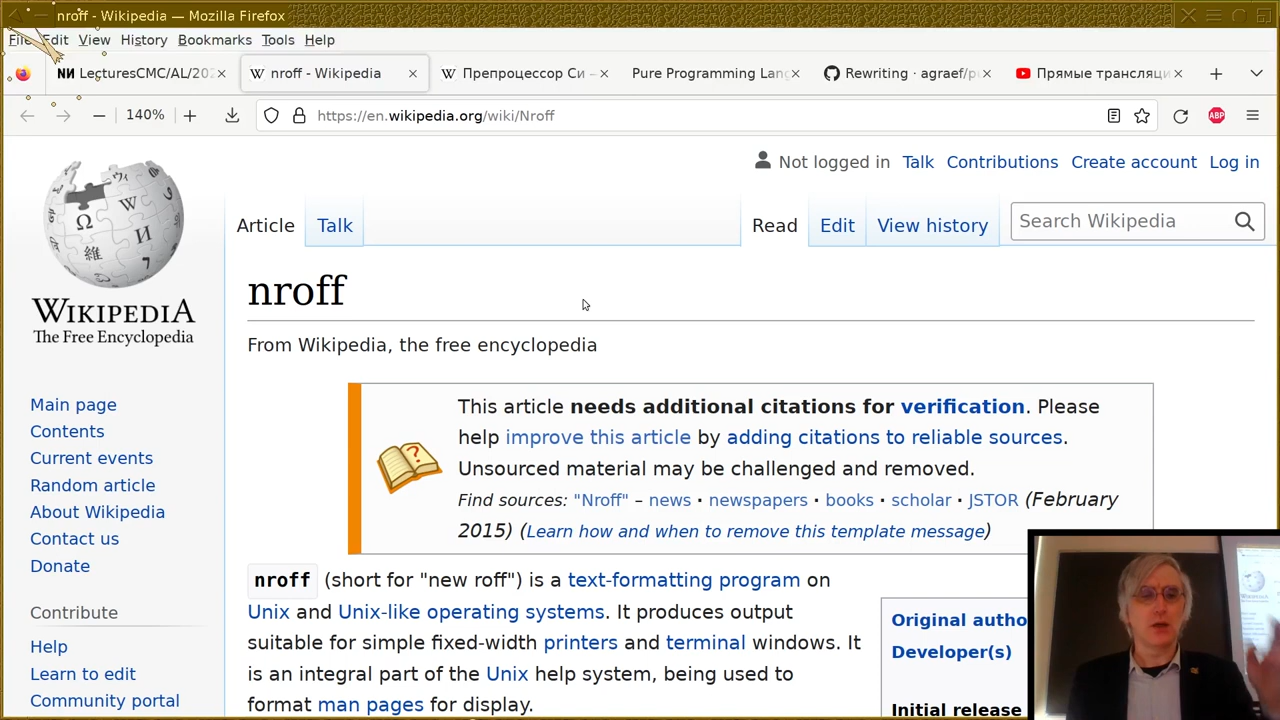 nroff - Wikipedia — Mozilla Firefox
File Edit View History Bookmarks Tools Help
LecturesCMC/AL/202 nroff - Wikipedia Препроцессор Си – Pure Programming Lang Rewriting · agraef/pu Прямые трансляци
140% https://en.wikipedia.org/wiki/Nroff ABP
Not logged in Talk Contributions Create account Log in
Article Talk Read Edit View history Search Wikipedia
WIKIPEDIA
The Free Encyclopedia
Main page
Contents
Current events
Random article
About Wikipedia
Contact us
Donate
Contribute
Help
Learn to edit
Community portal
nroff
From Wikipedia, the free encyclopedia
This article needs additional citations for verification. Please
help improve this article by adding citations to reliable sources.
Unsourced material may be challenged and removed.
Find sources: "Nroff" – news · newspapers · books · scholar · JSTOR (February
2015) (Learn how and when to remove this template message)
nroff (short for "new roff") is a text-formatting program on
Unix and Unix-like operating systems. It produces output
suitable for simple fixed-width printers and terminal windows. It
is an integral part of the Unix help system, being used to
format man pages for display.
Original autho
Developer(s)
Initial release